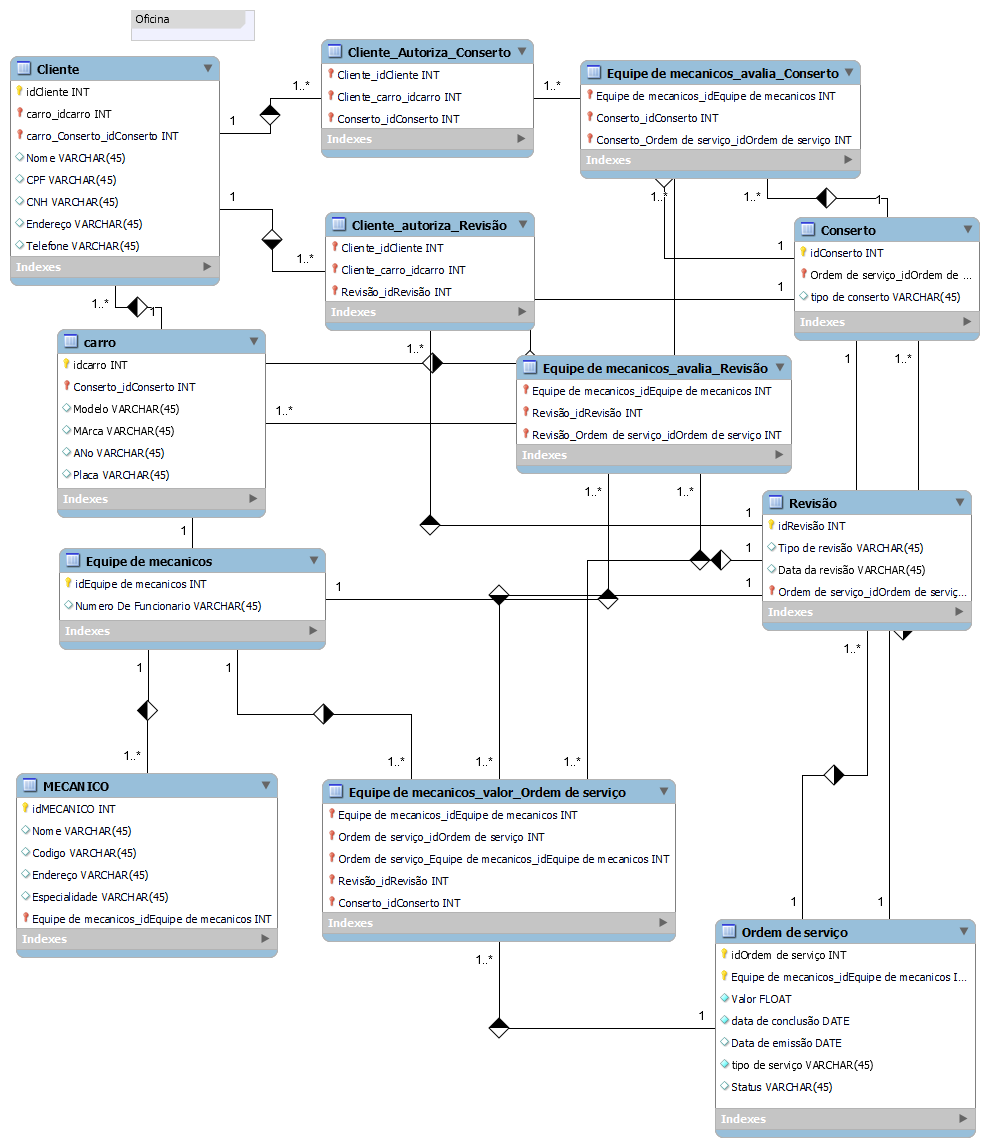 Oficina
Cliente
idCliente INT
carro_idcarro INT
carro_Conserto_idConserto INT
Nome VARCHAR(45)
CPF VARCHAR(45)
CNH VARCHAR(45)
Endereço VARCHAR(45)
Telefone VARCHAR(45)
Indexes
Cliente_Autoriza_Conserto
Cliente_idCliente INT
Cliente_carro_idcarro INT
Conserto_idConserto INT
Indexes
Equipe de mecanicos_avalia_Conserto
Equipe de mecanicos_idEquipe de mecanicos INT
Conserto_idConserto INT
Conserto_Ordem de serviço_idOrdem de serviço INT
Indexes
1
1..*
1..*
1
1..*
1..*
1..*
1
Cliente_autoriza_Revisão
Cliente_idCliente INT
Cliente_carro_idcarro INT
Revisão_idRevisão INT
Indexes
Conserto
idConserto INT
Ordem de serviço_idOrdem de ...
tipo de conserto VARCHAR(45)
Indexes
1
1
1..*
1
1..*
1
1..*
carro
idcarro INT
Conserto_idConserto INT
Modelo VARCHAR(45)
MArca VARCHAR(45)
ANo VARCHAR(45)
Placa VARCHAR(45)
Indexes
1..*
Equipe de mecanicos_avalia_Revisão
Equipe de mecanicos_idEquipe de mecanicos INT
Revisão_idRevisão INT
Revisão_Ordem de serviço_idOrdem de serviço INT
Indexes
1..*
1..*
1
1
1
Revisão
idRevisão INT
Tipo de revisão VARCHAR(45)
Data da revisão VARCHAR(45)
Ordem de serviço_idOrdem de serviç...
Indexes
1
Equipe de mecanicos
idEquipe de mecanicos INT
Numero De Funcionario VARCHAR(45)
Indexes
1
1
1
1..*
1..*
1..*
1..*
1..*
MECANICO
idMECANICO INT
Nome VARCHAR(45)
Codigo VARCHAR(45)
Endereço VARCHAR(45)
Especialidade VARCHAR(45)
Equipe de mecanicos_idEquipe de mecanicos INT
Indexes
Equipe de mecanicos_valor_Ordem de serviço
Equipe de mecanicos_idEquipe de mecanicos INT
Ordem de serviço_idOrdem de serviço INT
Ordem de serviço_Equipe de mecanicos_idEquipe de mecanicos INT
Revisão_idRevisão INT
Conserto_idConserto INT
Indexes
1
1
1..*
1
Ordem de serviço
idOrdem de serviço INT
Equipe de mecanicos_idEquipe de mecanicos I...
Valor FLOAT
data de conclusão DATE
Data de emissão DATE
tipo de serviço VARCHAR(45)
Status VARCHAR(45)
Indexes